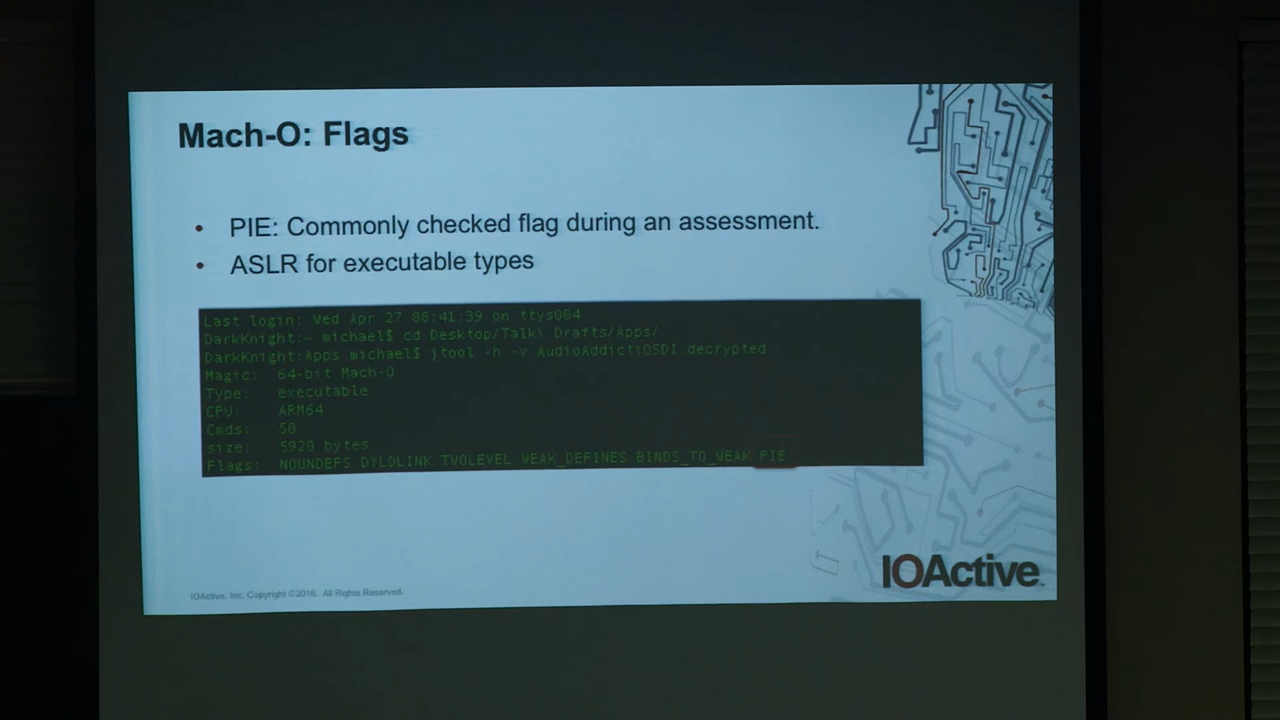 Mach-O: Flags
• PIE: Commonly checked flag during an assessment.
• ASLR for executable types
Last login: Wed Apr 27 08:41:39 on ttys004
DarkKnight:~ michael$ cd Desktop/Talk\ Drafts/Apps/
DarkKnight:Apps michael$ jtool -h -v AudioAddictiOSDI.decrypted
Magic: 64-bit Mach-O
Type: executable
CPU: ARM64
Cmds: 50
size: 5920 bytes
Flags: NOUNDEFS DYLDLINK TWOLEVEL WEAK_DEFINES BINDS_TO_WEAK PIE
IOActive, Inc. Copyright ©2016. All Rights Reserved.
IOActive™